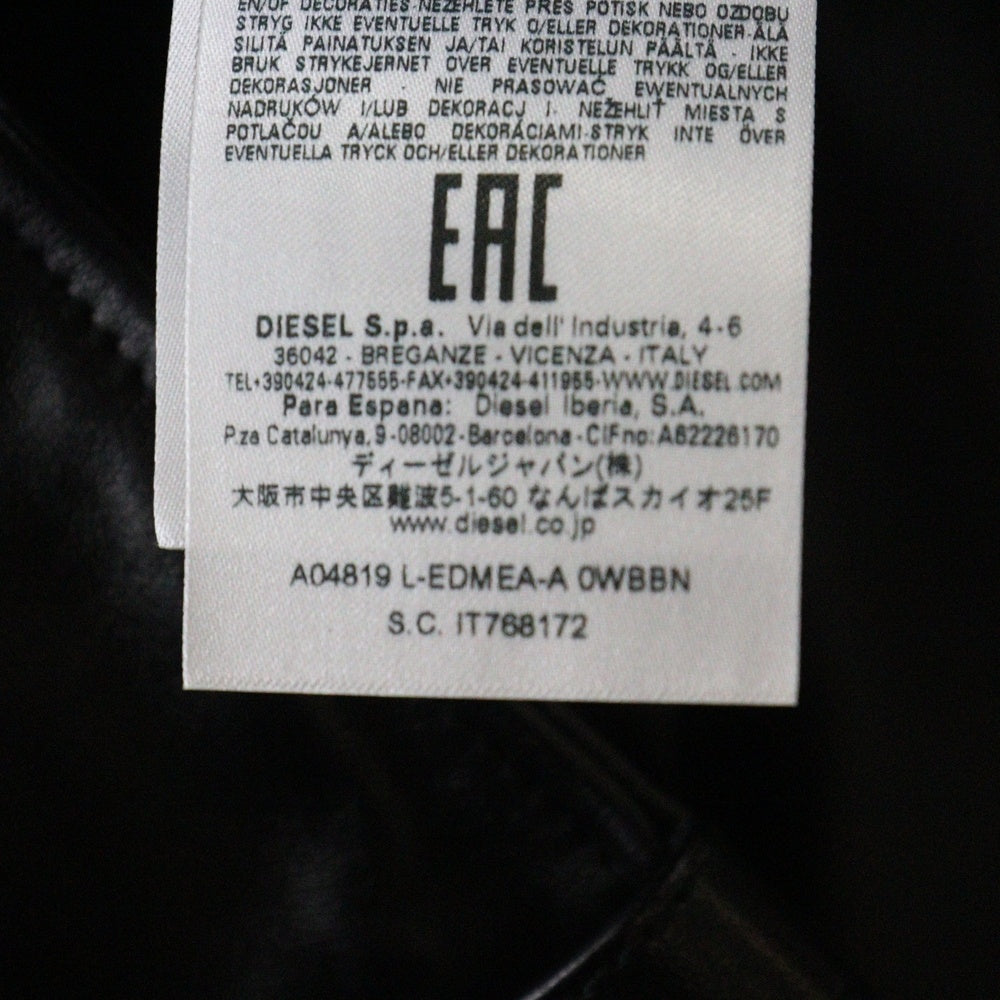 EN/OF DECORATIES-NEZEHLETE PRES POTISK NEBO OZDOBU
STRYG IKKE EVENTUELLE TRYK O/ELLER DEKORATIONER-ÄLÄ
SILITÄ PAINATUKSEN JA/TAI KORISTELUN PÄÄLTÄ - IKKE
BRUK STRYKEJERNET OVER EVENTUELLE TRYKK OG/ELLER
DEKORASJONER - NIE PRASOWAĆ EWENTUALNYCH
NADRUKÓW I/LUB DEKORACJ I- NEŽEHLIŤ MIESTA S
POTLAČOU A/ALEBO DEKORÁCIAMI-STRYK INTE ÖVER
EVENTUELLA TRYCK OCH/ELLER DEKORATIONER
EAC
DIESEL S.p.a. Via dell' Industria, 4-6
36042 - BREGANZE - VICENZA - ITALY
TEL+390424-477555-FAX+390424-411955-WWW.DIESEL.COM
Para Espana: Diesel Iberia, S.A.
P.za Catalunya, 9-08002-Barcelona-CIFno:A62226170
ディーゼルジャパン(株)
大阪市中央区難波5-1-60 なんばスカイオ25F
www.diesel.co.jp
A04819 L-EDMEA-A 0WBBN
S.C. IT768172